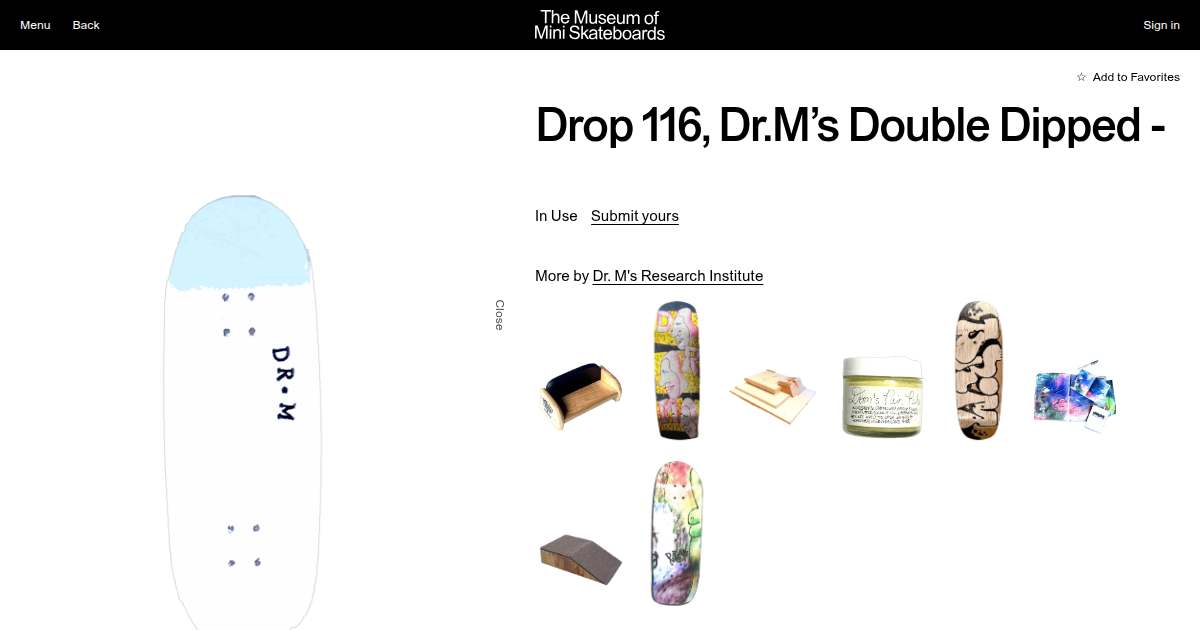 Menu
Back
The Museum of
Mini Skateboards
Sign in
☆ Add to Favorites
Drop 116, Dr.M’s Double Dipped -
In Use
Submit yours
More by Dr. M's Research Institute
Close
DR•M